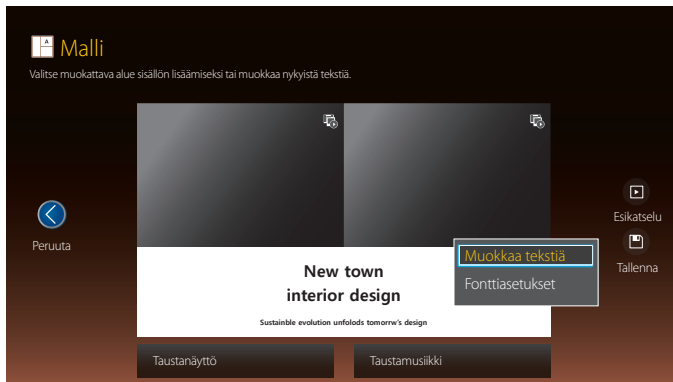 Malli
Valitse muokattava alue sisällön lisäämiseksi tai muokkaa nykyistä tekstiä.
Peruuta
New town
interior design
Sustainble evolution unfolods tomorrw's design
Muokkaa tekstiä
Fonttiasetukset
Esikatselu
Tallenna
Taustanäyttö
Taustamusiikki